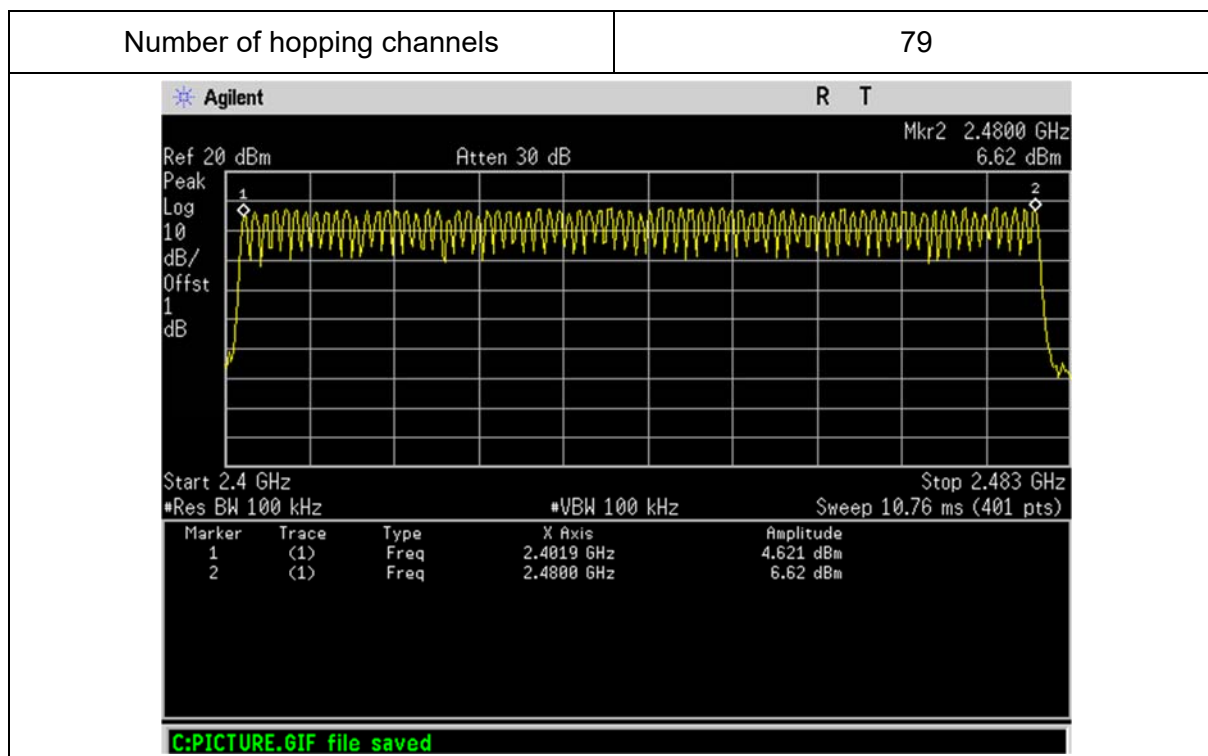 Number of hopping channels 79
Agilent R T
Mkr2 2.4800 GHz
Ref 20 dBm Atten 30 dB 6.62 dBm
Peak
Log
10
dB/
Offst
1
dB
1
2
Start 2.4 GHz Stop 2.483 GHz
#Res BW 100 kHz #VBW 100 kHz Sweep 10.76 ms (401 pts)
Marker Trace Type X Axis Amplitude
1 (1) Freq 2.4019 GHz 4.621 dBm
2 (1) Freq 2.4800 GHz 6.62 dBm
C:PICTURE.GIF file saved